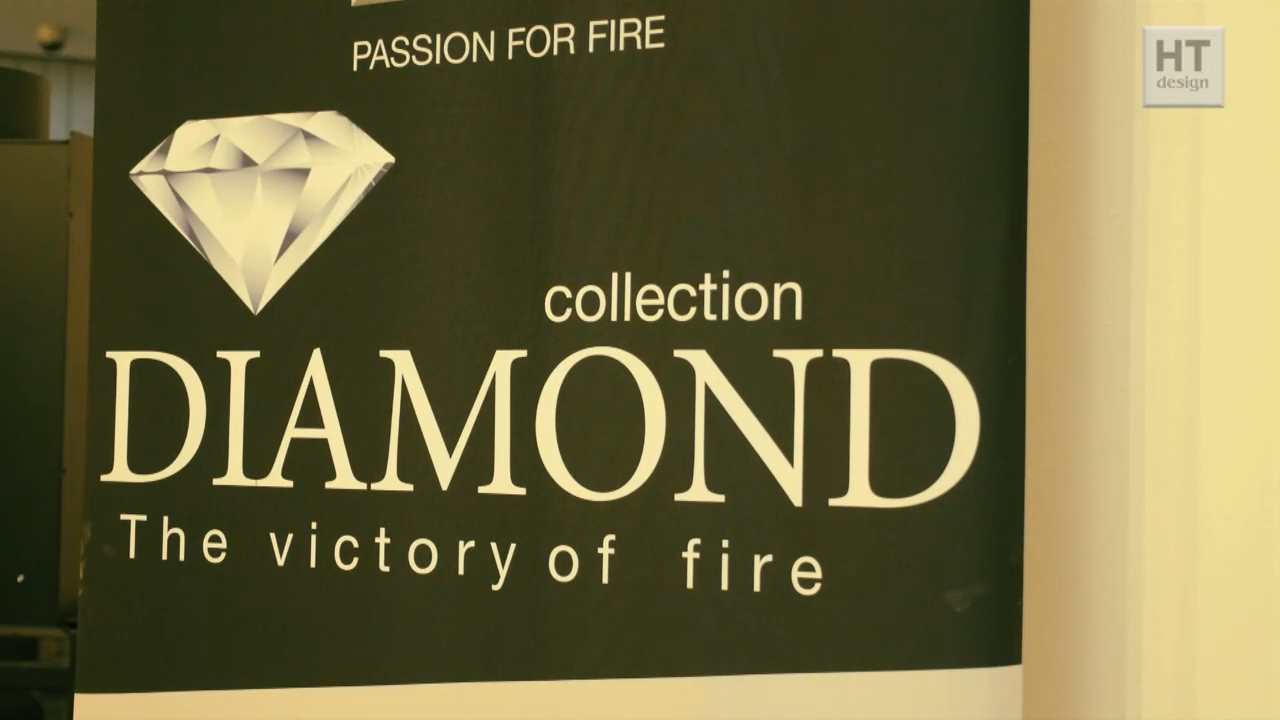 PASSION FOR FIRE
HT
design
collection
DIAMOND
The victory of fire